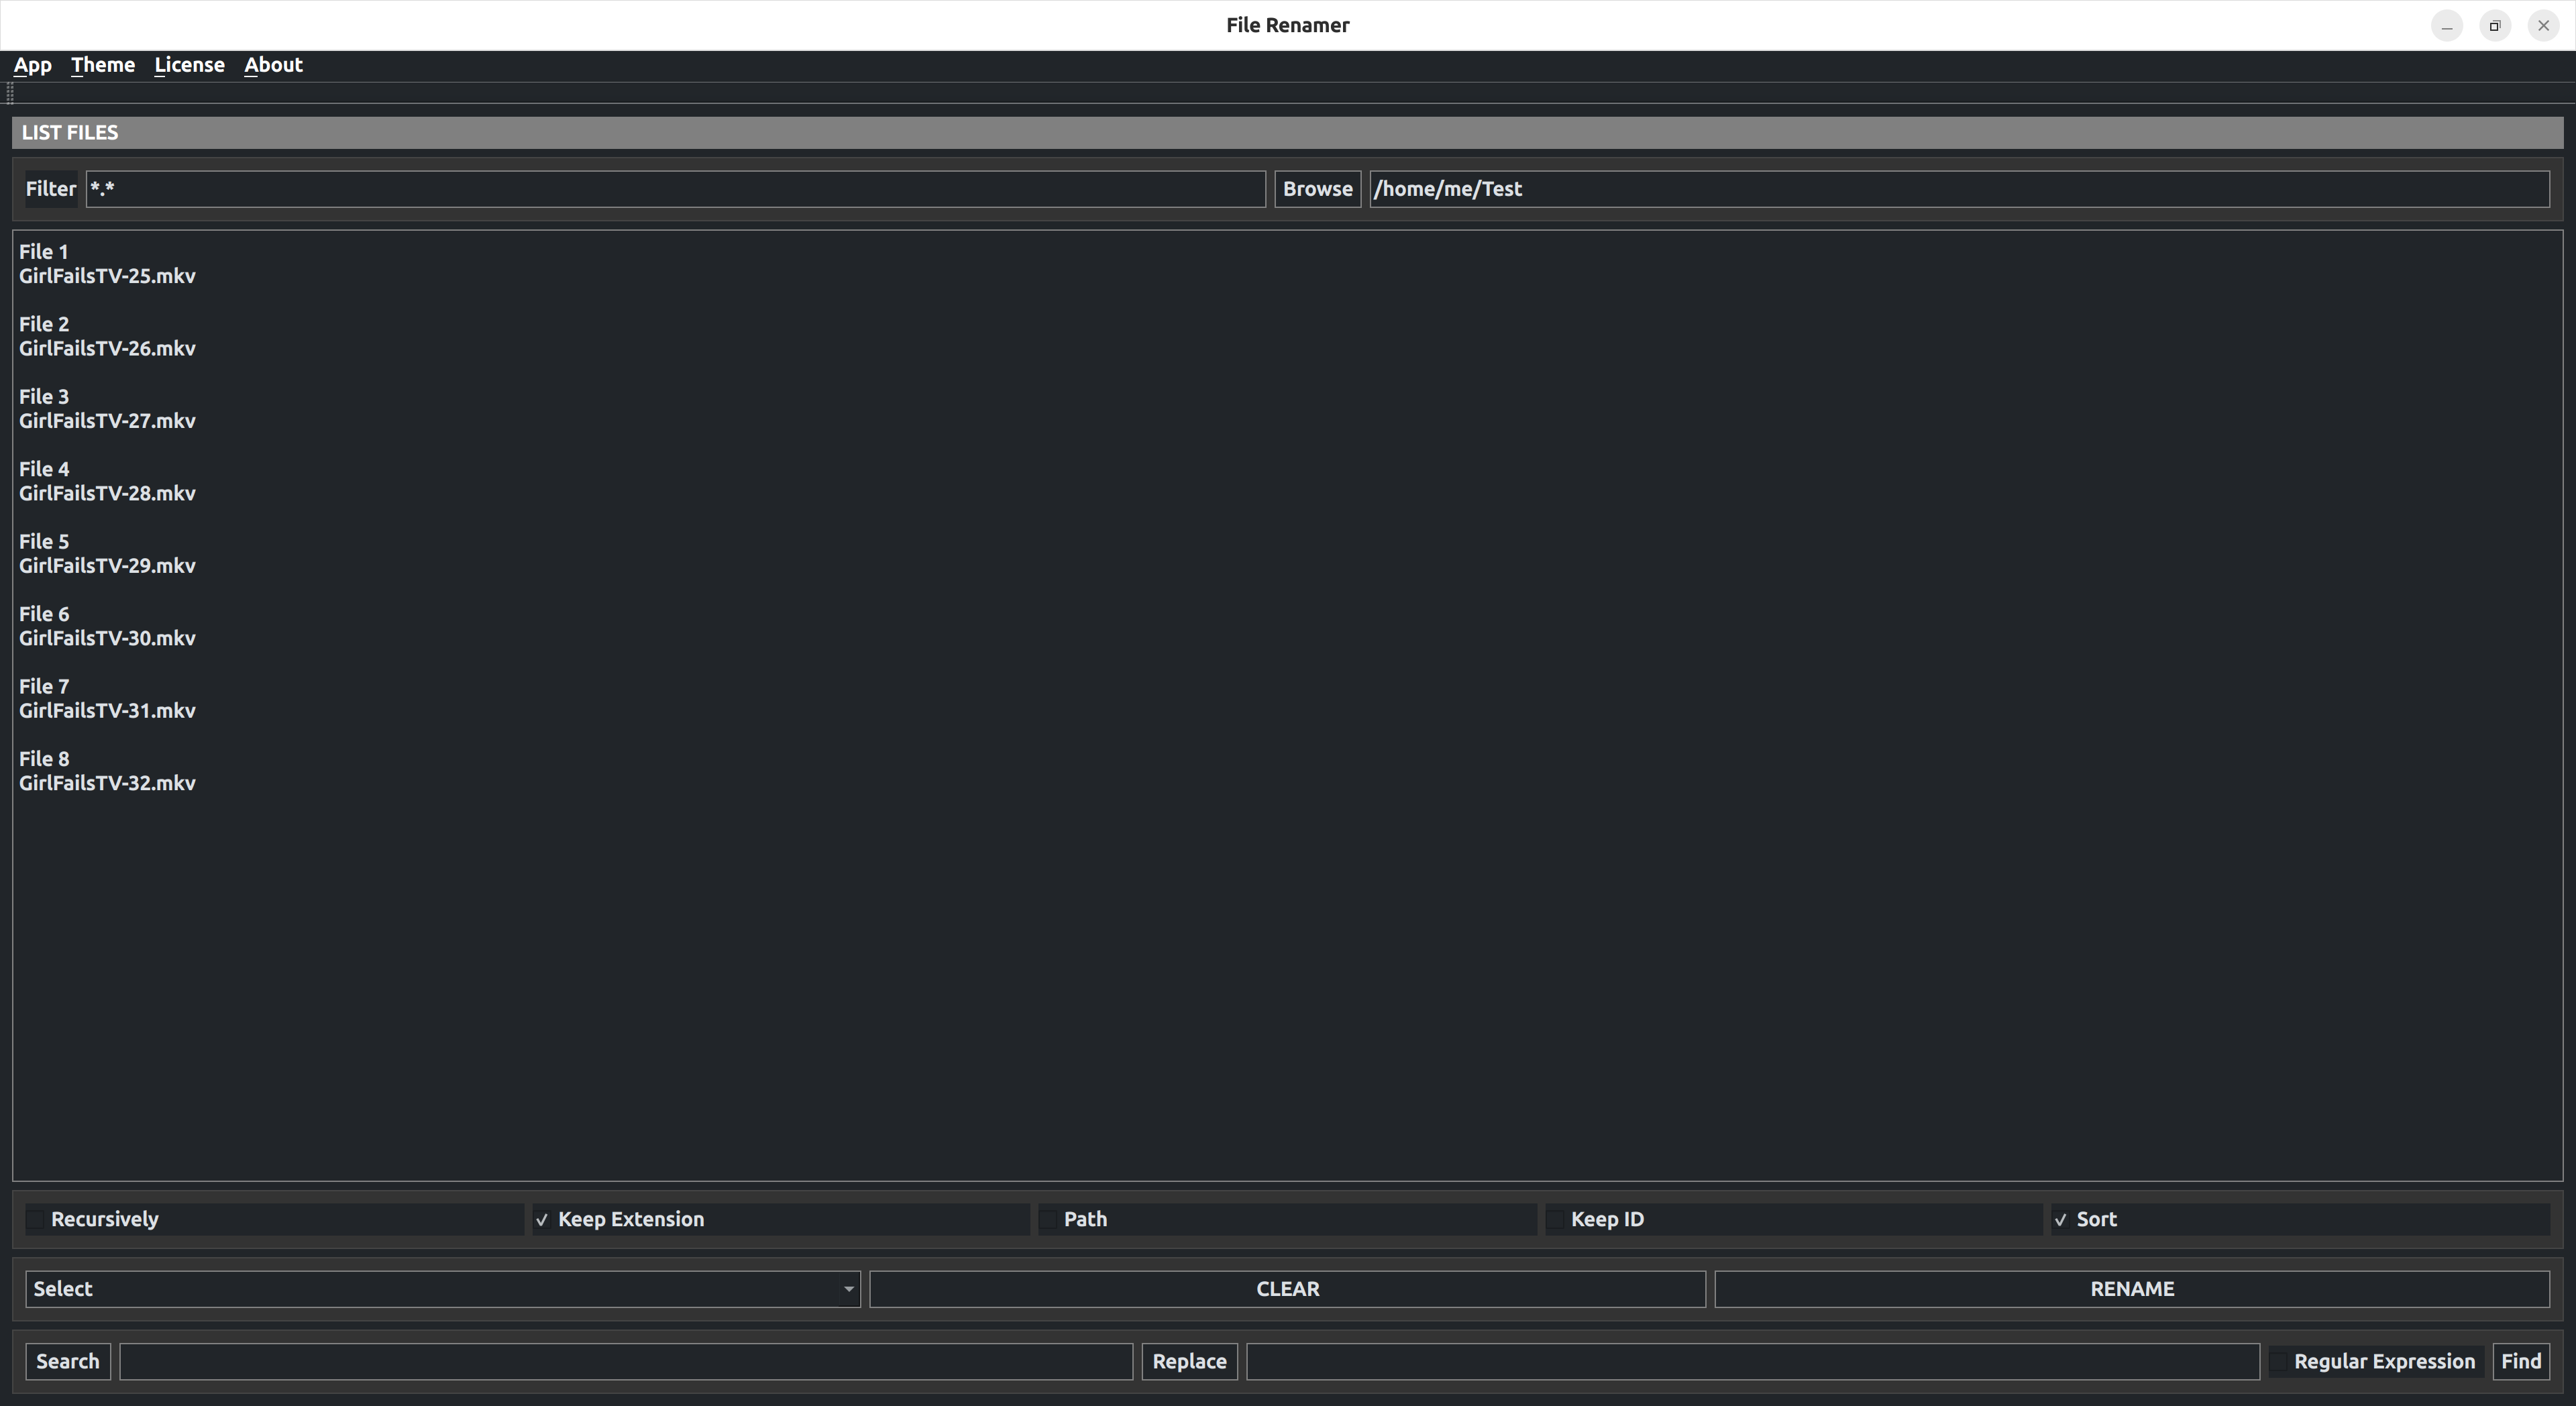 File Renamer
App Theme License About
LIST FILES
Filter *.* Browse /home/me/Test
File 1
GirlFailsTV-25.mkv
File 2
GirlFailsTV-26.mkv
File 3
GirlFailsTV-27.mkv
File 4
GirlFailsTV-28.mkv
File 5
GirlFailsTV-29.mkv
File 6
GirlFailsTV-30.mkv
File 7
GirlFailsTV-31.mkv
File 8
GirlFailsTV-32.mkv
Recursively Keep Extension Path Keep ID Sort
Select CLEAR RENAME
Search Replace Regular Expression Find